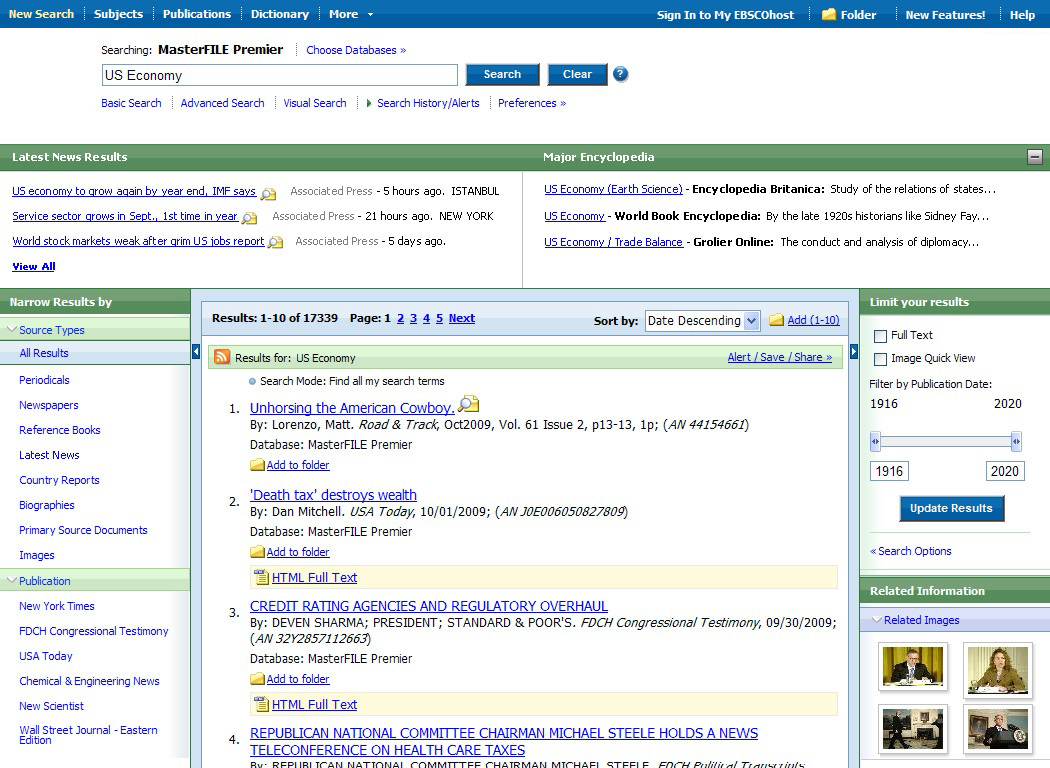 New Search Subjects Publications Dictionary More Sign In to My EBSCOhost Folder New Features! Help
Searching: MasterFILE Premier Choose Databases »
US Economy Search Clear ?
Basic Search Advanced Search Visual Search Search History/Alerts Preferences »
Latest News Results
US economy to grow again by year end, IMF says Associated Press - 5 hours ago. ISTANBUL
Service sector grows in Sept., 1st time in year Associated Press - 21 hours ago. NEW YORK
World stock markets weak after grim US jobs report Associated Press - 5 days ago.
View All
Major Encyclopedia
US Economy (Earth Science) - Encyclopedia Britanica: Study of the relations of states...
US Economy - World Book Encyclopedia: By the late 1920s historians like Sidney Fay...
US Economy / Trade Balance - Grolier Online: The conduct and analysis of diplomacy...
Narrow Results by
Source Types
All Results
Periodicals
Newspapers
Reference Books
Latest News
Country Reports
Biographies
Primary Source Documents
Images
Publication
New York Times
FDCH Congressional Testimony
USA Today
Chemical & Engineering News
New Scientist
Wall Street Journal - Eastern
Edition
Results: 1-10 of 17339 Page: 1 2 3 4 5 Next Sort by: Date Descending Add (1-10)
Results for: US Economy Alert / Save / Share »
Search Mode: Find all my search terms
1. Unhorsing the American Cowboy.
By: Lorenzo, Matt. Road & Track, Oct2009, Vol. 61 Issue 2, p13-13, 1p; (AN 44154661)
Database: MasterFILE Premier
Add to folder
2. 'Death tax' destroys wealth
By: Dan Mitchell. USA Today, 10/01/2009; (AN J0E006050827809)
Database: MasterFILE Premier
Add to folder
HTML Full Text
3. CREDIT RATING AGENCIES AND REGULATORY OVERHAUL
By: DEVEN SHARMA; PRESIDENT; STANDARD & POOR'S. FDCH Congressional Testimony, 09/30/2009;
(AN 32Y2857112663)
Database: MasterFILE Premier
Add to folder
HTML Full Text
4. REPUBLICAN NATIONAL COMMITTEE CHAIRMAN MICHAEL STEELE HOLDS A NEWS
TELECONFERENCE ON HEALTH CARE TAXES
By: REPUBLICAN NATIONAL COMMITTEE CHAIRMAN MICHAEL STEELE. FDCH Political Transcripts
Limit your results
Full Text
Image Quick View
Filter by Publication Date:
1916 2020
1916 2020
Update Results
« Search Options
Related Information
Related Images